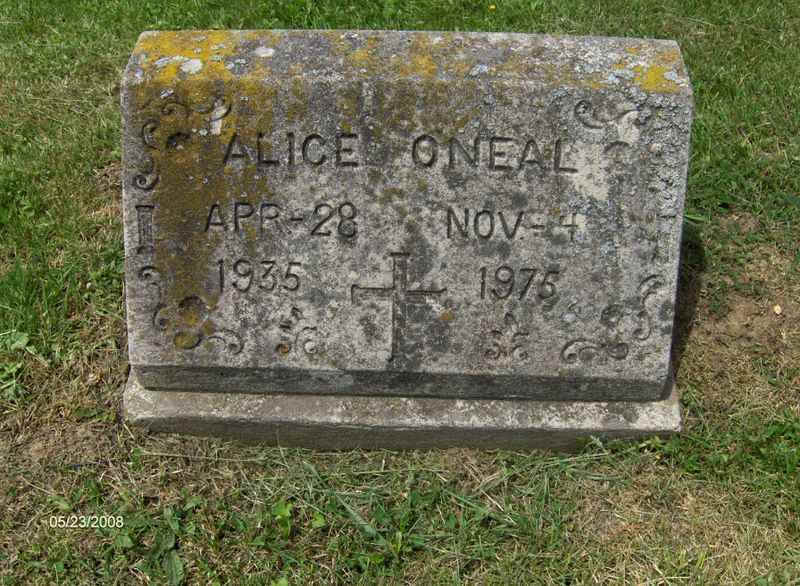 ALICE ONEAL
APR-28 NOV-4
1935 1975
05/23/2008